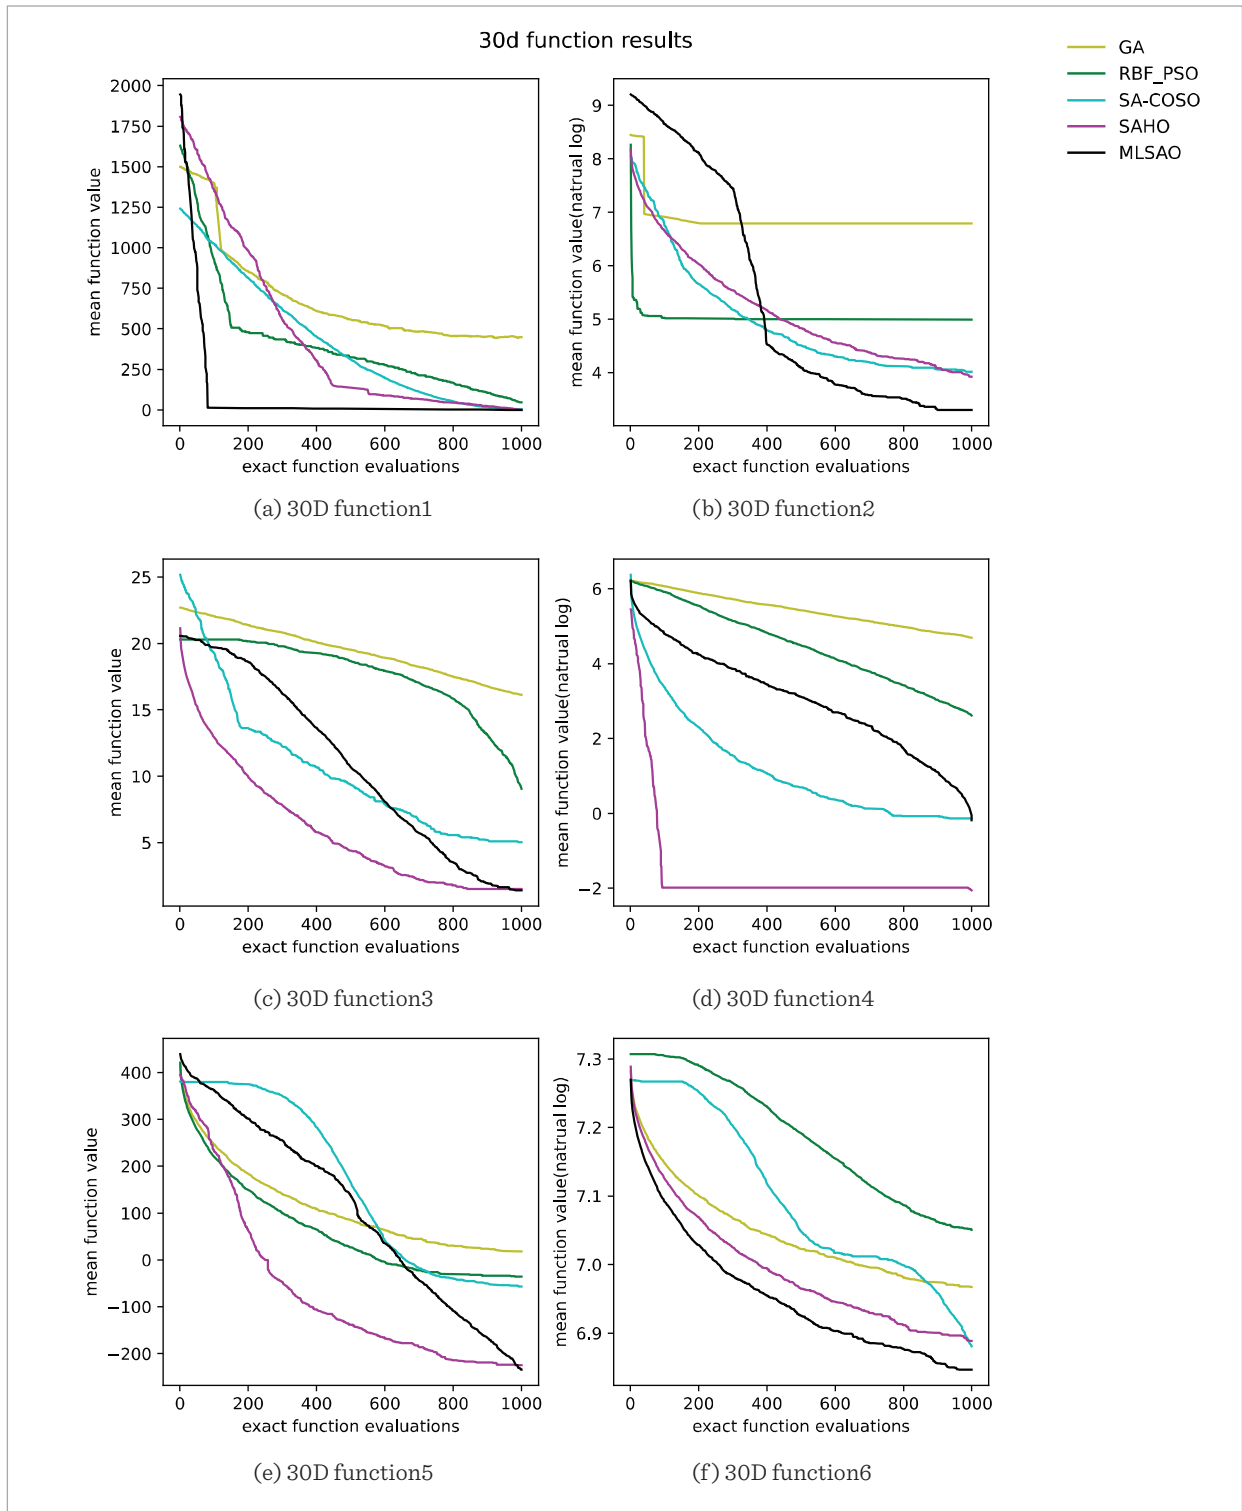 30d function results
GA
RBF_PSO
SA-COSO
SAHO
MLSAO
mean function value
2000
1750
1500
1250
1000
750
500
250
0
0 200 400 600 800 1000
exact function evaluations
(a) 30D function1
mean function value(natrual log)
9
8
7
6
5
4
0 200 400 600 800 1000
exact function evaluations
(b) 30D function2
mean function value
25
20
15
10
5
0 200 400 600 800 1000
exact function evaluations
(c) 30D function3
mean function value(natrual log)
6
4
2
0
−2
0 200 400 600 800 1000
exact function evaluations
(d) 30D function4
mean function value
400
300
200
100
0
−100
−200
0 200 400 600 800 1000
exact function evaluations
(e) 30D function5
mean function value(natrual log)
7.3
7.2
7.1
7.0
6.9
0 200 400 600 800 1000
exact function evaluations
(f) 30D function6